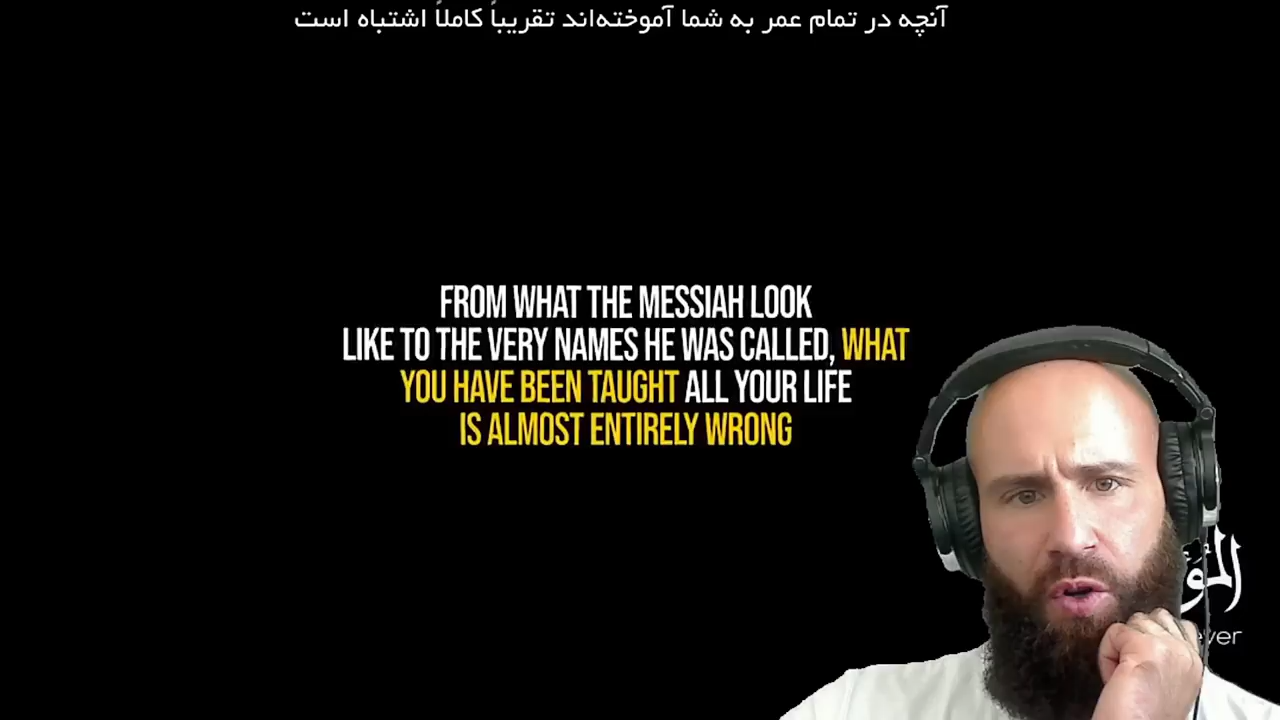 آنچه در تمام عمر به شما آموخته‌اند تقریباً کاملاً اشتباه است
FROM WHAT THE MESSIAH LOOK
LIKE TO THE VERY NAMES HE WAS CALLED, WHAT
YOU HAVE BEEN TAUGHT ALL YOUR LIFE
IS ALMOST ENTIRELY WRONG